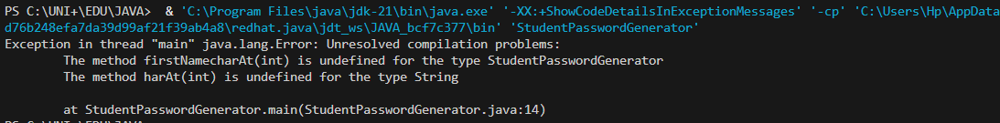 PS C:\UNI+\EDU\JAVA>  & 'C:\Program Files\java\jdk-21\bin\java.exe' '-XX:+ShowCodeDetailsInExceptionMessages' '-cp' 'C:\Users\Hp\AppData
d76b248efa7da39d99af21f39ab4a8\redhat.java\jdt_ws\JAVA_bcf7c377\bin' 'StudentPasswordGenerator'
Exception in thread "main" java.lang.Error: Unresolved compilation problems:
        The method firstNamecharAt(int) is undefined for the type StudentPasswordGenerator
        The method harAt(int) is undefined for the type String
        at StudentPasswordGenerator.main(StudentPasswordGenerator.java:14)
PS C:\UNI+\EDU\JAVA>